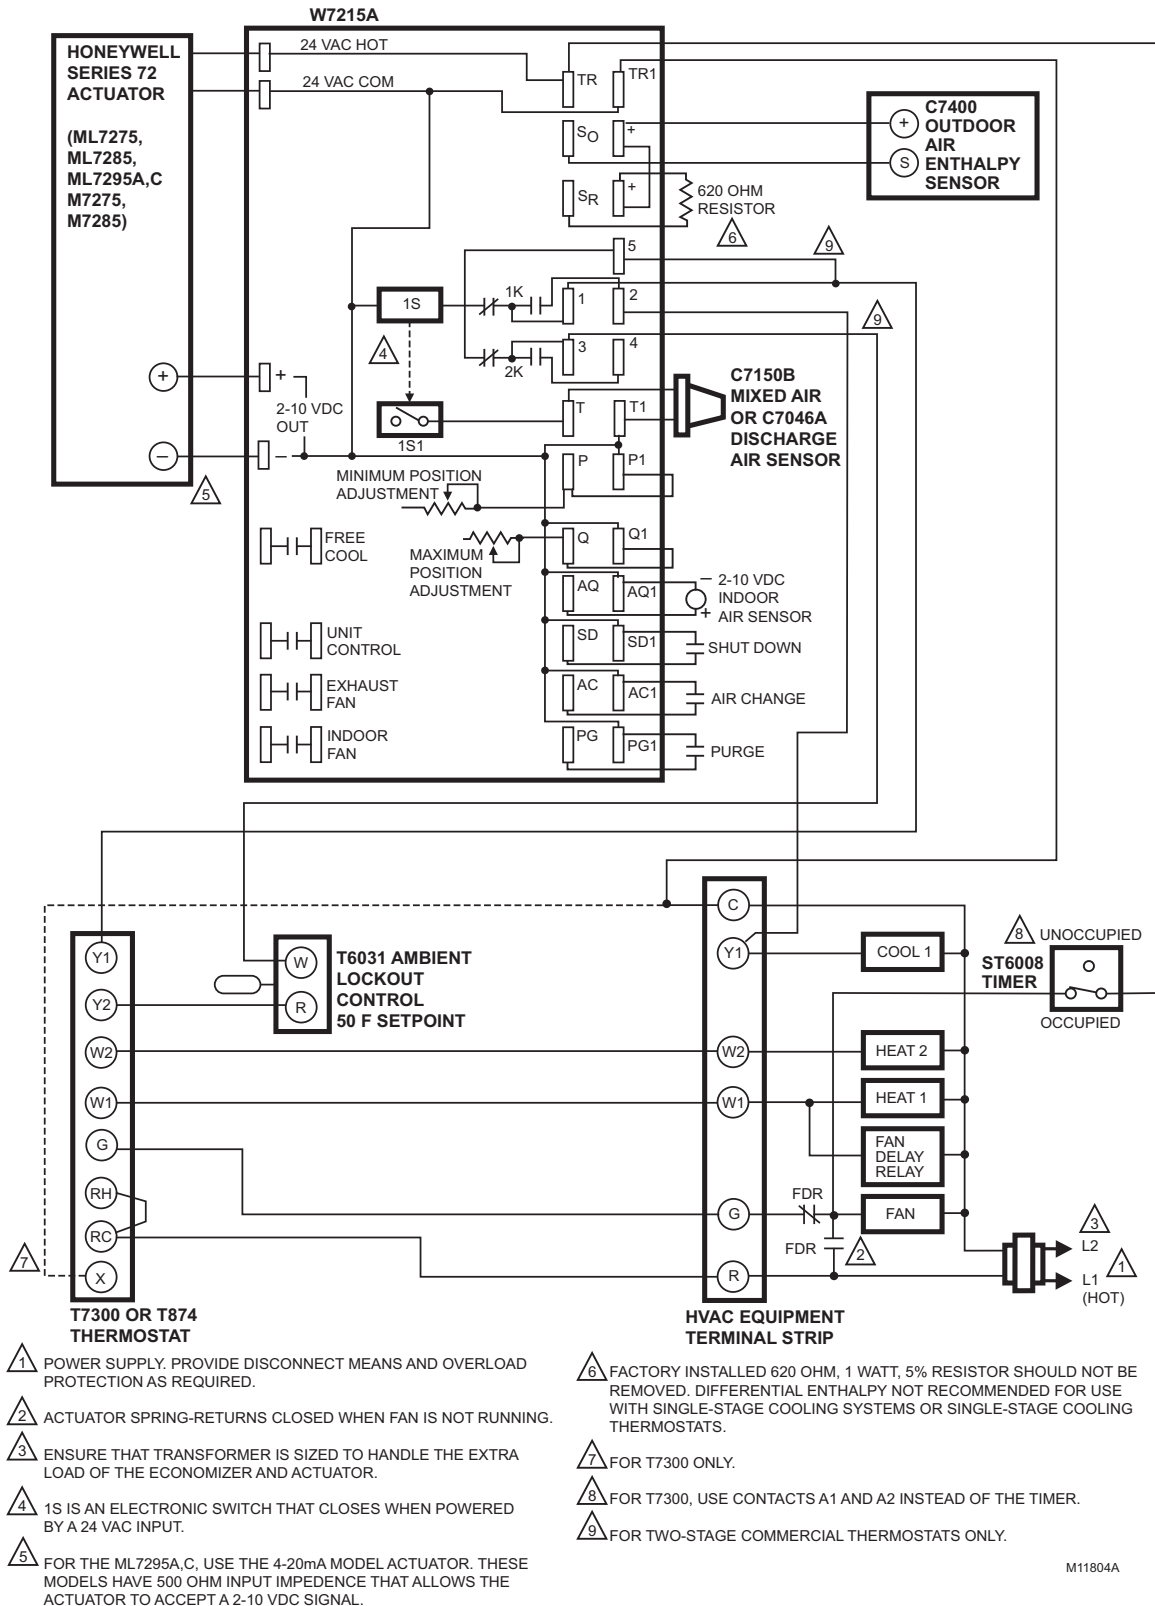 W7215A
HONEYWELL
SERIES 72
ACTUATOR
(ML7275,
ML7285,
ML7295A,C
M7275,
M7285)
24 VAC HOT
24 VAC COM
TR
TR1
SO
+
SR
+
C7400
OUTDOOR
AIR
ENTHALPY
SENSOR
+
S
620 OHM
RESISTOR
6
9
5
1S
1K
1
2
4
9
3
4
2K
+
+
2-10 VDC
OUT
1S1
T
T1
C7150B
MIXED AIR
OR C7046A
DISCHARGE
AIR SENSOR
–
–
5
MINIMUM POSITION
ADJUSTMENT
P
P1
FREE
COOL
MAXIMUM
POSITION
ADJUSTMENT
Q
Q1
AQ
AQ1
– 2-10 VDC
INDOOR
+ AIR SENSOR
UNIT
CONTROL
SD
SD1
SHUT DOWN
EXHAUST
FAN
AC
AC1
AIR CHANGE
INDOOR
FAN
PG
PG1
PURGE
C
Y1
W
T6031 AMBIENT
LOCKOUT
CONTROL
50 F SETPOINT
Y1
COOL 1
8
UNOCCUPIED
ST6008
TIMER
OCCUPIED
Y2
R
W2
W2
HEAT 2
W1
W1
HEAT 1
G
FAN
DELAY
RELAY
RH
FDR
G
FAN
RC
FDR
2
3
L2
1
L1
(HOT)
7
X
R
T7300 OR T874
THERMOSTAT
HVAC EQUIPMENT
TERMINAL STRIP
1 POWER SUPPLY. PROVIDE DISCONNECT MEANS AND OVERLOAD
PROTECTION AS REQUIRED.
2 ACTUATOR SPRING-RETURNS CLOSED WHEN FAN IS NOT RUNNING.
3 ENSURE THAT TRANSFORMER IS SIZED TO HANDLE THE EXTRA
LOAD OF THE ECONOMIZER AND ACTUATOR.
4 1S IS AN ELECTRONIC SWITCH THAT CLOSES WHEN POWERED
BY A 24 VAC INPUT.
5 FOR THE ML7295A,C, USE THE 4-20mA MODEL ACTUATOR. THESE
MODELS HAVE 500 OHM INPUT IMPEDENCE THAT ALLOWS THE
ACTUATOR TO ACCEPT A 2-10 VDC SIGNAL.
6 FACTORY INSTALLED 620 OHM, 1 WATT, 5% RESISTOR SHOULD NOT BE
REMOVED. DIFFERENTIAL ENTHALPY NOT RECOMMENDED FOR USE
WITH SINGLE-STAGE COOLING SYSTEMS OR SINGLE-STAGE COOLING
THERMOSTATS.
7 FOR T7300 ONLY.
8 FOR T7300, USE CONTACTS A1 AND A2 INSTEAD OF THE TIMER.
9 FOR TWO-STAGE COMMERCIAL THERMOSTATS ONLY.
M11804A